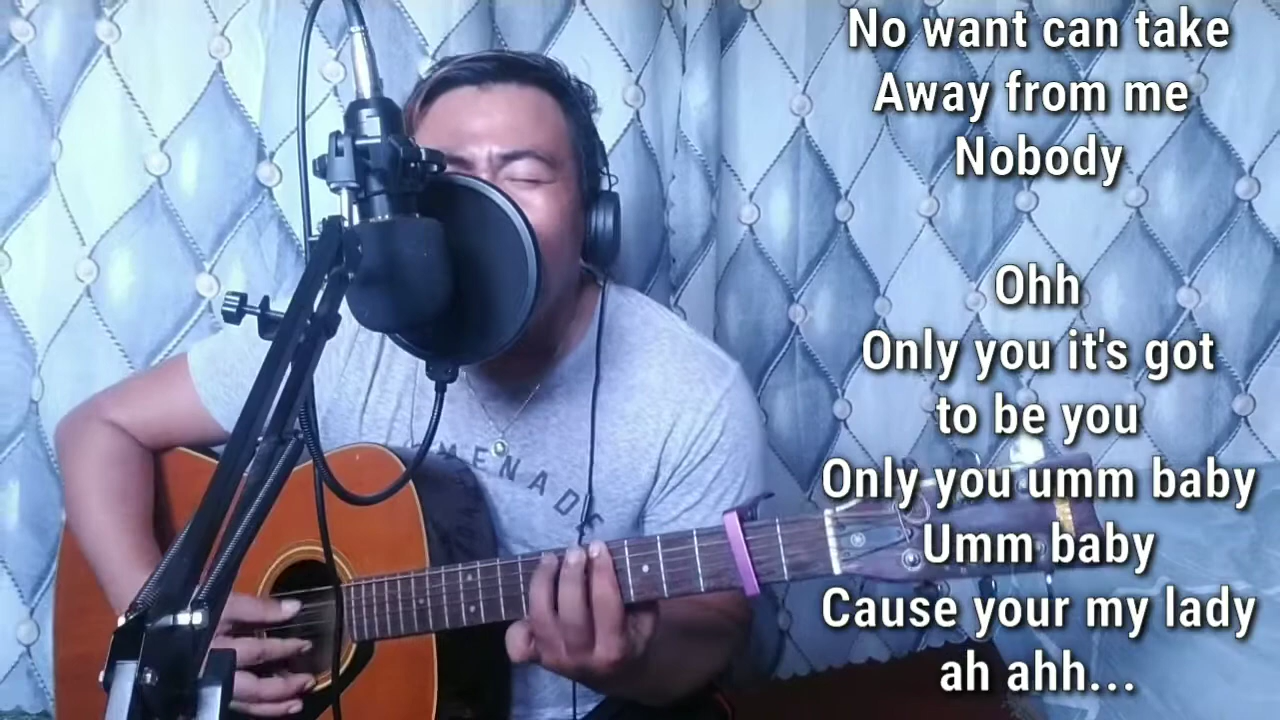 No want can take
Away from me
Nobody
Ohh
Only you it's got
to be you
Only you umm baby
Umm baby
Cause your my lady
ah ahh...
MENADE